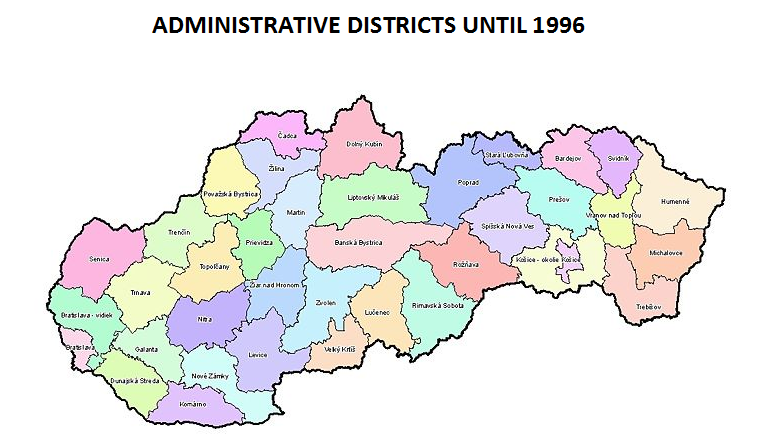 ADMINISTRATIVE DISTRICTS UNTIL 1996
Čadca
Dolný Kubín
Stará Ľubovňa
Bardejov
Svidník
Žilina
Poprad
Považská Bystrica
Liptovský Mikuláš
Prešov
Humenné
Martin
Vranov nad Topľou
Spišská Nová Ves
Trenčín
Prievidza
Banská Bystrica
Michalovce
Senica
Topoľčany
Rožňava
Košice - okolie
Košice
Žiar nad Hronom
Trnava
Zvolen
Rimavská Sobota
Trebišov
Lučenec
Bratislava - vidiek
Nitra
Bratislava
Galanta
Veľký Krtíš
Levice
Dunajská Streda
Nové Zámky
Komárno